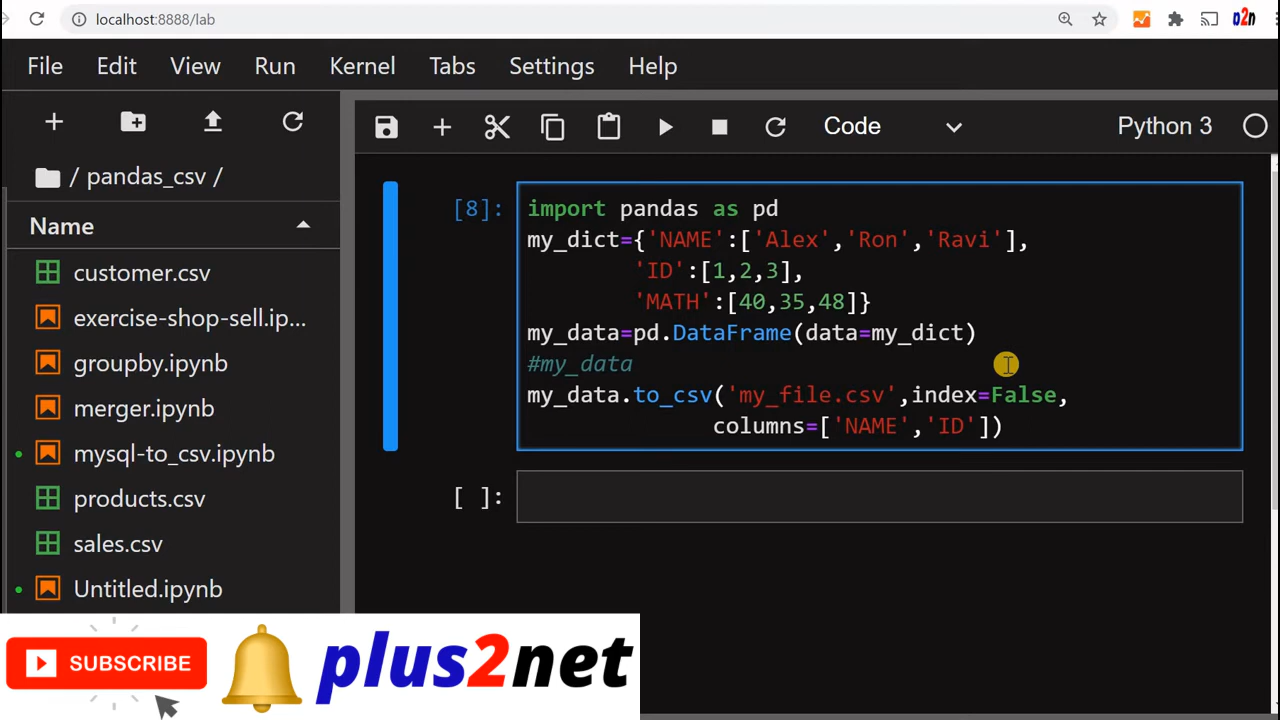 localhost:8888/lab
D2n
File Edit View Run Kernel Tabs Settings Help
Code
Python 3
/ pandas_csv /
Name
customer.csv
exercise-shop-sell.ip...
groupby.ipynb
merger.ipynb
mysql-to_csv.ipynb
products.csv
sales.csv
Untitled.ipynb
[8]:
import pandas as pd
my_dict={'NAME':['Alex','Ron','Ravi'],
'ID':[1,2,3],
'MATH':[40,35,48]}
my_data=pd.DataFrame(data=my_dict)
#my_data
my_data.to_csv('my_file.csv',index=False,
columns=['NAME','ID'])
[ ]:
SUBSCRIBE
plus2net